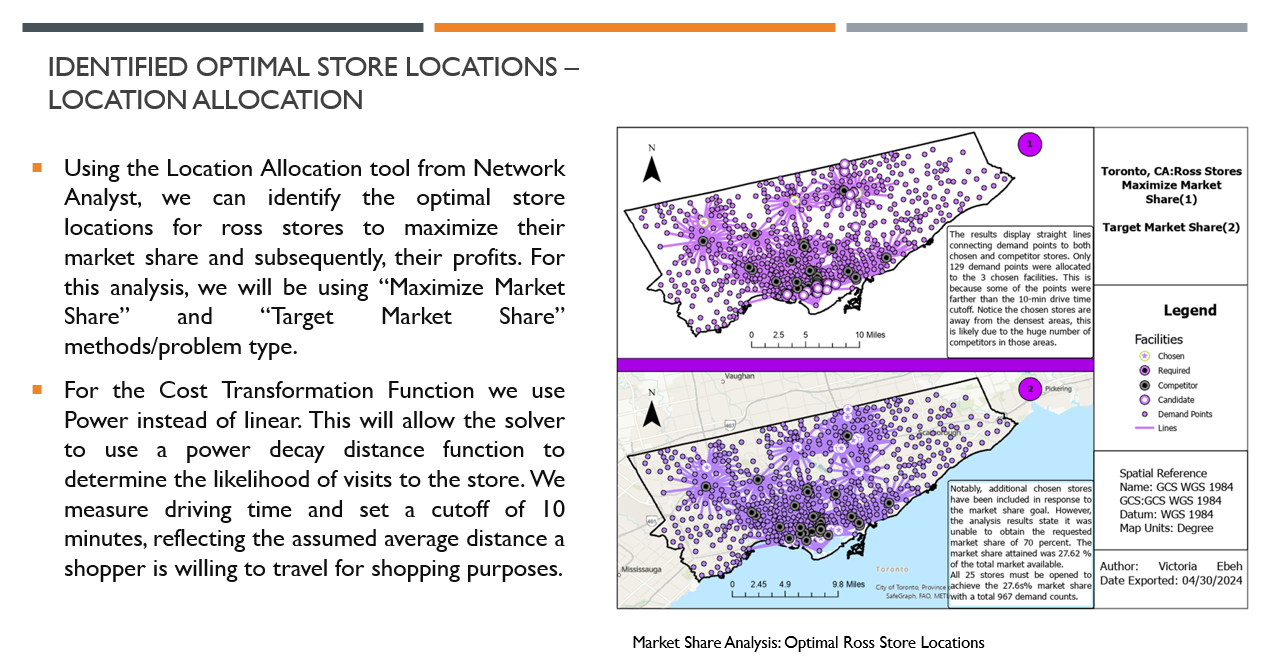 IDENTIFIED OPTIMAL STORE LOCATIONS –
LOCATION ALLOCATION
Using the Location Allocation tool from Network
Analyst, we can identify the optimal store
locations for ross stores to maximize their
market share and subsequently, their profits. For
this analysis, we will be using “Maximize Market
Share” and “Target Market Share”
methods/problem type.
For the Cost Transformation Function we use
Power instead of linear. This will allow the solver
to use a power decay distance function to
determine the likelihood of visits to the store. We
measure driving time and set a cutoff of 10
minutes, reflecting the assumed average distance a
shopper is willing to travel for shopping purposes.
N
1
The results display straight lines
connecting demand points to both
chosen and competitor stores. Only
129 demand points were allocated
to the 3 chosen facilities. This is
because some of the points were
farther than the 10-min drive time
cutoff. Notice the chosen stores are
away from the densest areas, this
is likely due to the huge number of
competitors in those areas.
0 2.5 5 10 Miles
N
2
Vaughan
Pickering
407
Scarborough
401
Mississauga
Toronto
Notably, additional chosen stores
have been included in response to
the market share goal. However,
the analysis results state it was
unable to obtain the requested
market share of 70 percent. The
market share attained was 27.62 %
of the total market available.
All 25 stores must be opened to
achieve the 27.6s% market share
with a total 967 demand counts.
0 2.45 4.9 9.8 Miles
City of Toronto, Province
SafeGraph, FAO, METI
Toronto, CA:Ross Stores
Maximize Market
Share(1)
Target Market Share(2)
Legend
Facilities
Chosen
Required
Competitor
Candidate
Demand Points
Lines
Spatial Reference
Name: GCS WGS 1984
GCS:GCS WGS 1984
Datum: WGS 1984
Map Units: Degree
Author: Victoria Ebeh
Date Exported: 04/30/2024
Market Share Analysis: Optimal Ross Store Locations